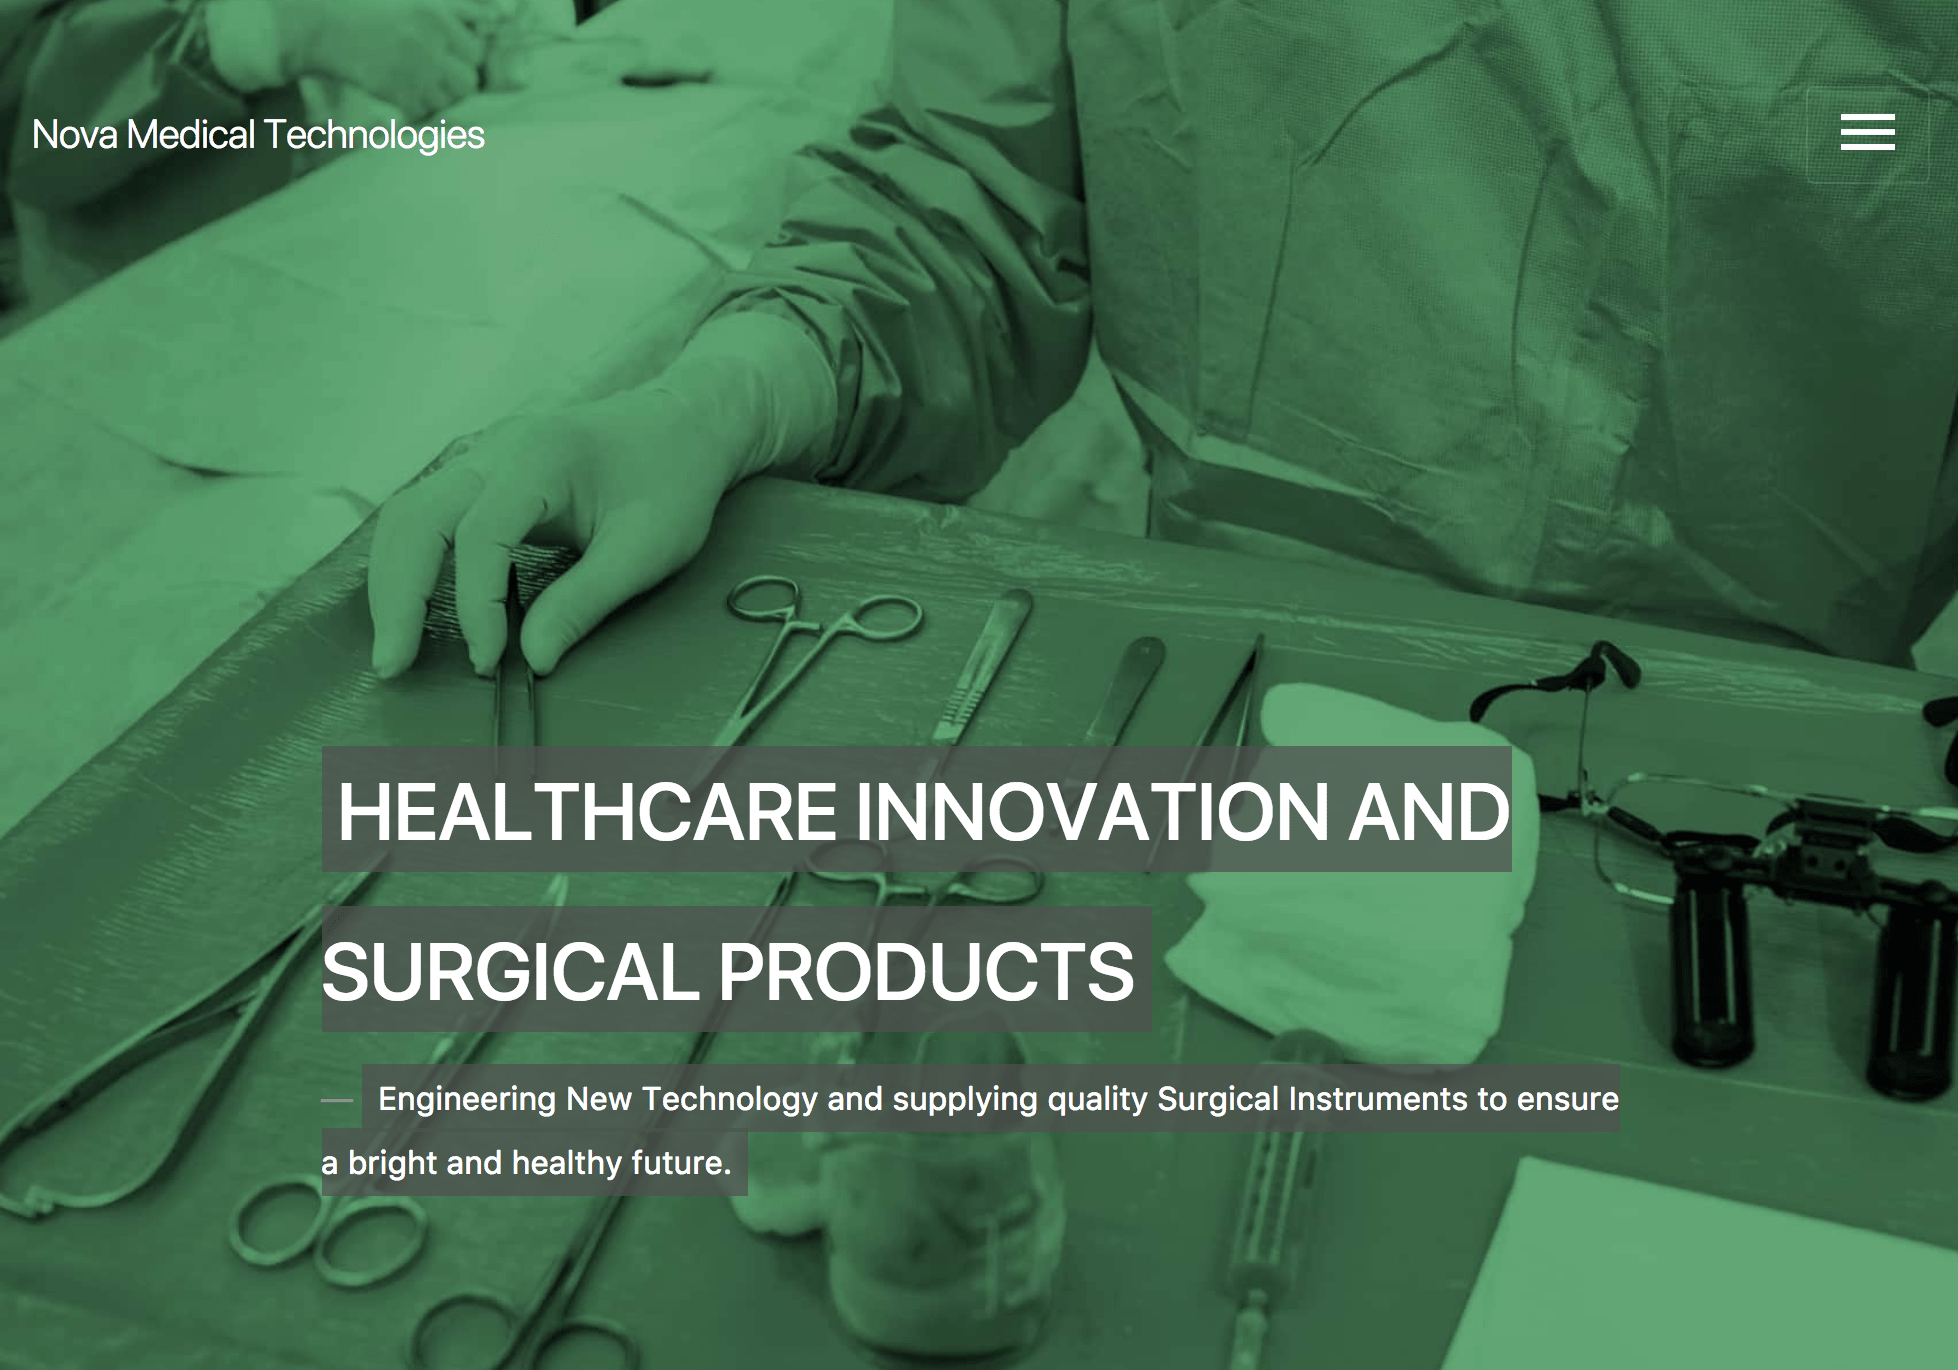 Nova Medical Technologies
HEALTHCARE INNOVATION AND
SURGICAL PRODUCTS
— Engineering New Technology and supplying quality Surgical Instruments to ensure
a bright and healthy future.